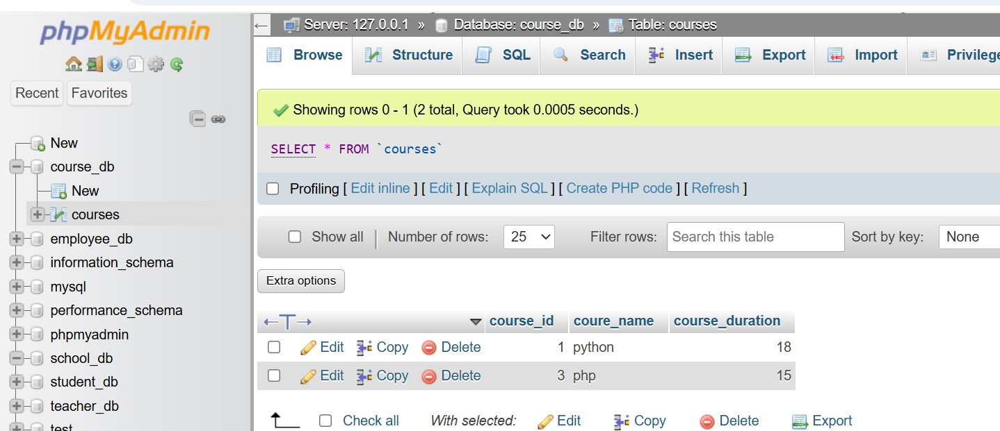 phpMyAdmin
Recent Favorites
New
course_db
New
courses
employee_db
information_schema
mysql
performance_schema
phpmyadmin
school_db
student_db
teacher_db
test
← Server: 127.0.0.1 » Database: course_db » Table: courses
Browse Structure SQL Search Insert Export Import Privilege
Showing rows 0 - 1 (2 total, Query took 0.0005 seconds.)
SELECT * FROM `courses`
Profiling [ Edit inline ] [ Edit ] [ Explain SQL ] [ Create PHP code ] [ Refresh ]
Show all | Number of rows: 25 Filter rows: Search this table Sort by key: None
Extra options
←T→ course_id coure_name course_duration
Edit Copy Delete 1 python 18
Edit Copy Delete 3 php 15
Check all With selected: Edit Copy Delete Export